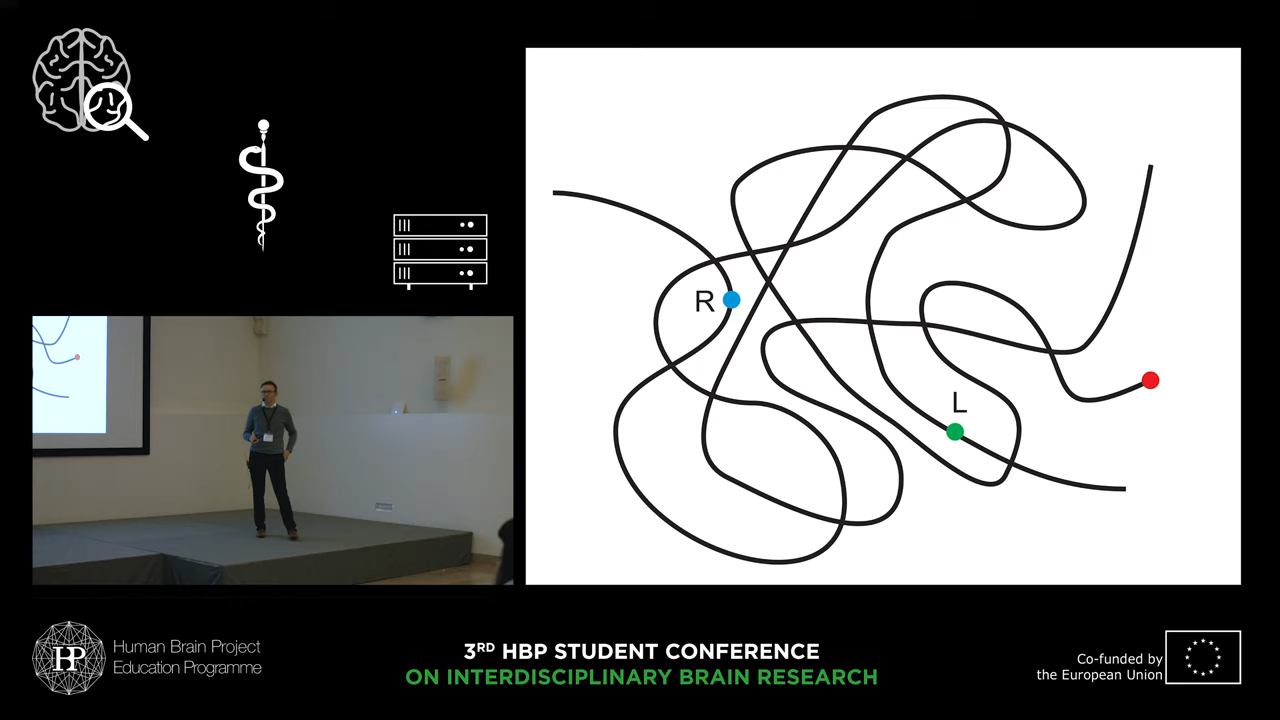 R
L
HP
Human Brain Project
Education Programme
3RD HBP STUDENT CONFERENCE
ON INTERDISCIPLINARY BRAIN RESEARCH
Co-funded by
the European Union